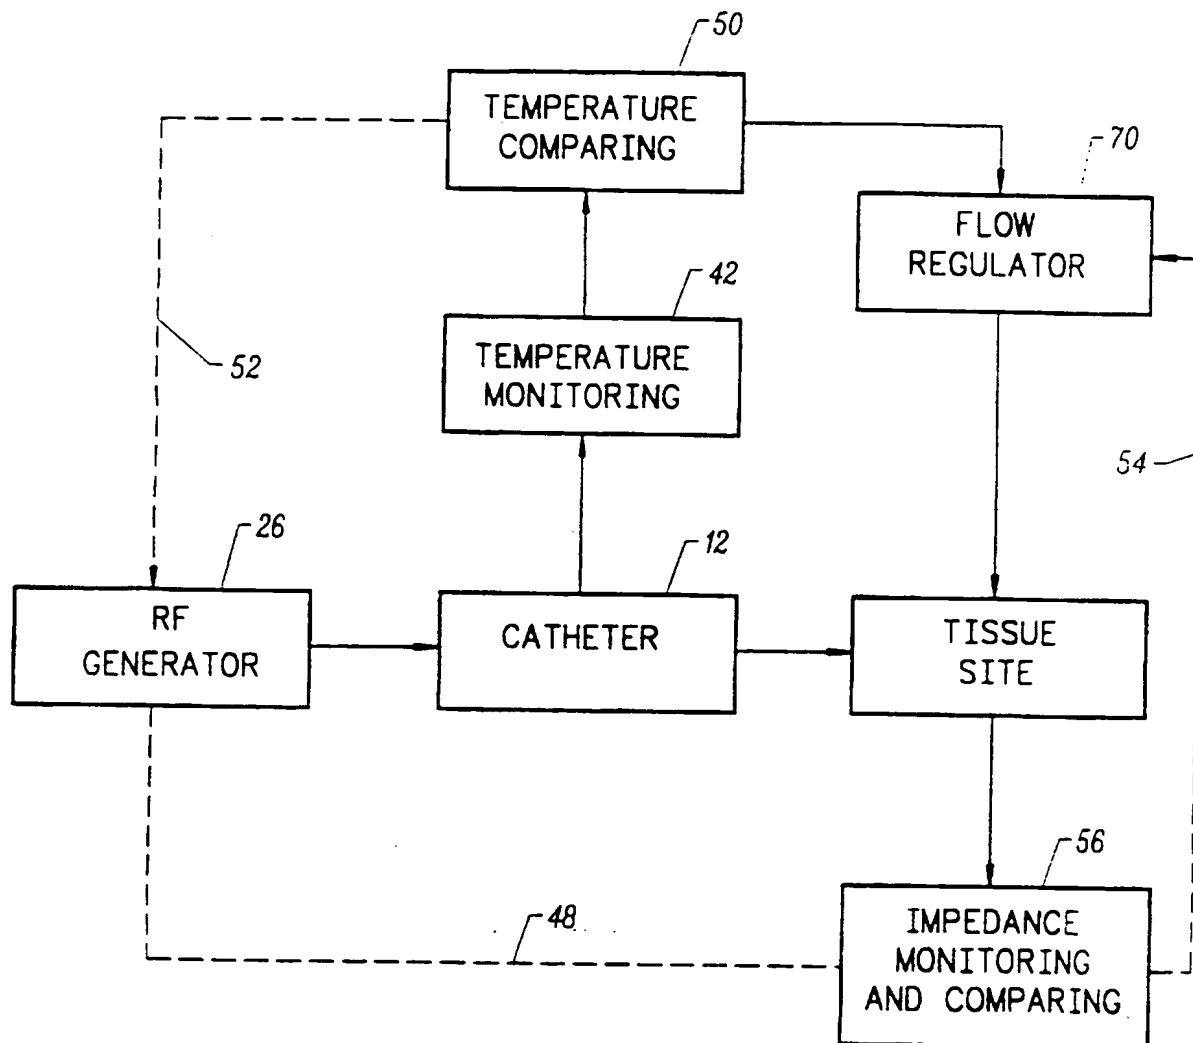 50
TEMPERATURE
COMPARING
70
FLOW
REGULATOR
42
TEMPERATURE
MONITORING
52
54
26
RF
GENERATOR
12
CATHETER
TISSUE
SITE
56
IMPEDANCE
MONITORING
AND COMPARING
48